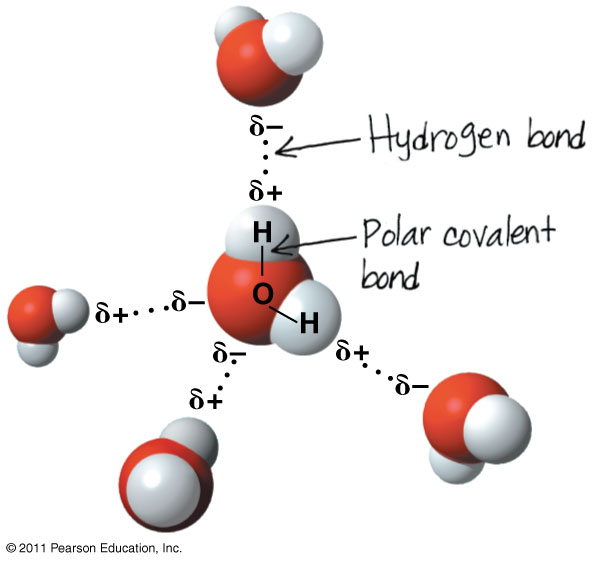 δ−
Hydrogen bond
δ+
H
Polar covalent
bond
O
δ+ δ−
H
δ− δ+
δ+ δ−
© 2011 Pearson Education, Inc.